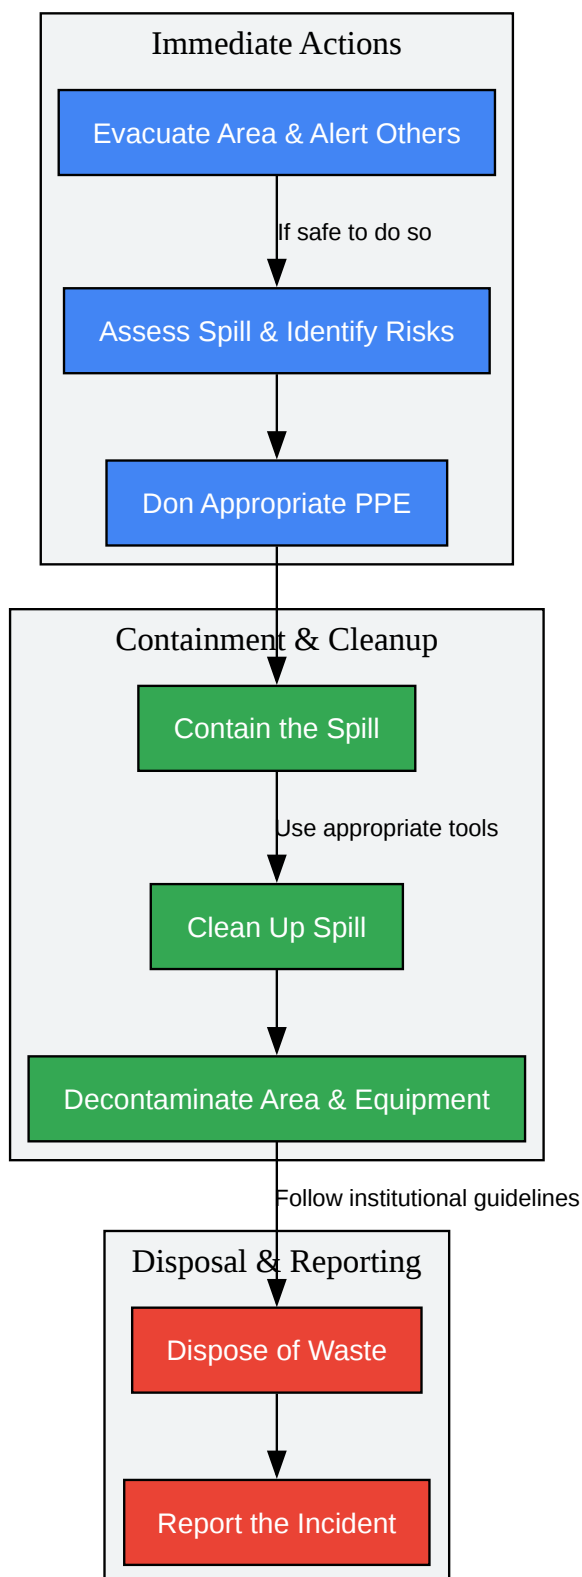 Immediate Actions
Evacuate Area & Alert Others
If safe to do so
Assess Spill & Identify Risks
Don Appropriate PPE
Containment & Cleanup
Contain the Spill
Use appropriate tools
Clean Up Spill
Decontaminate Area & Equipment
Follow institutional guidelines
Disposal & Reporting
Dispose of Waste
Report the Incident